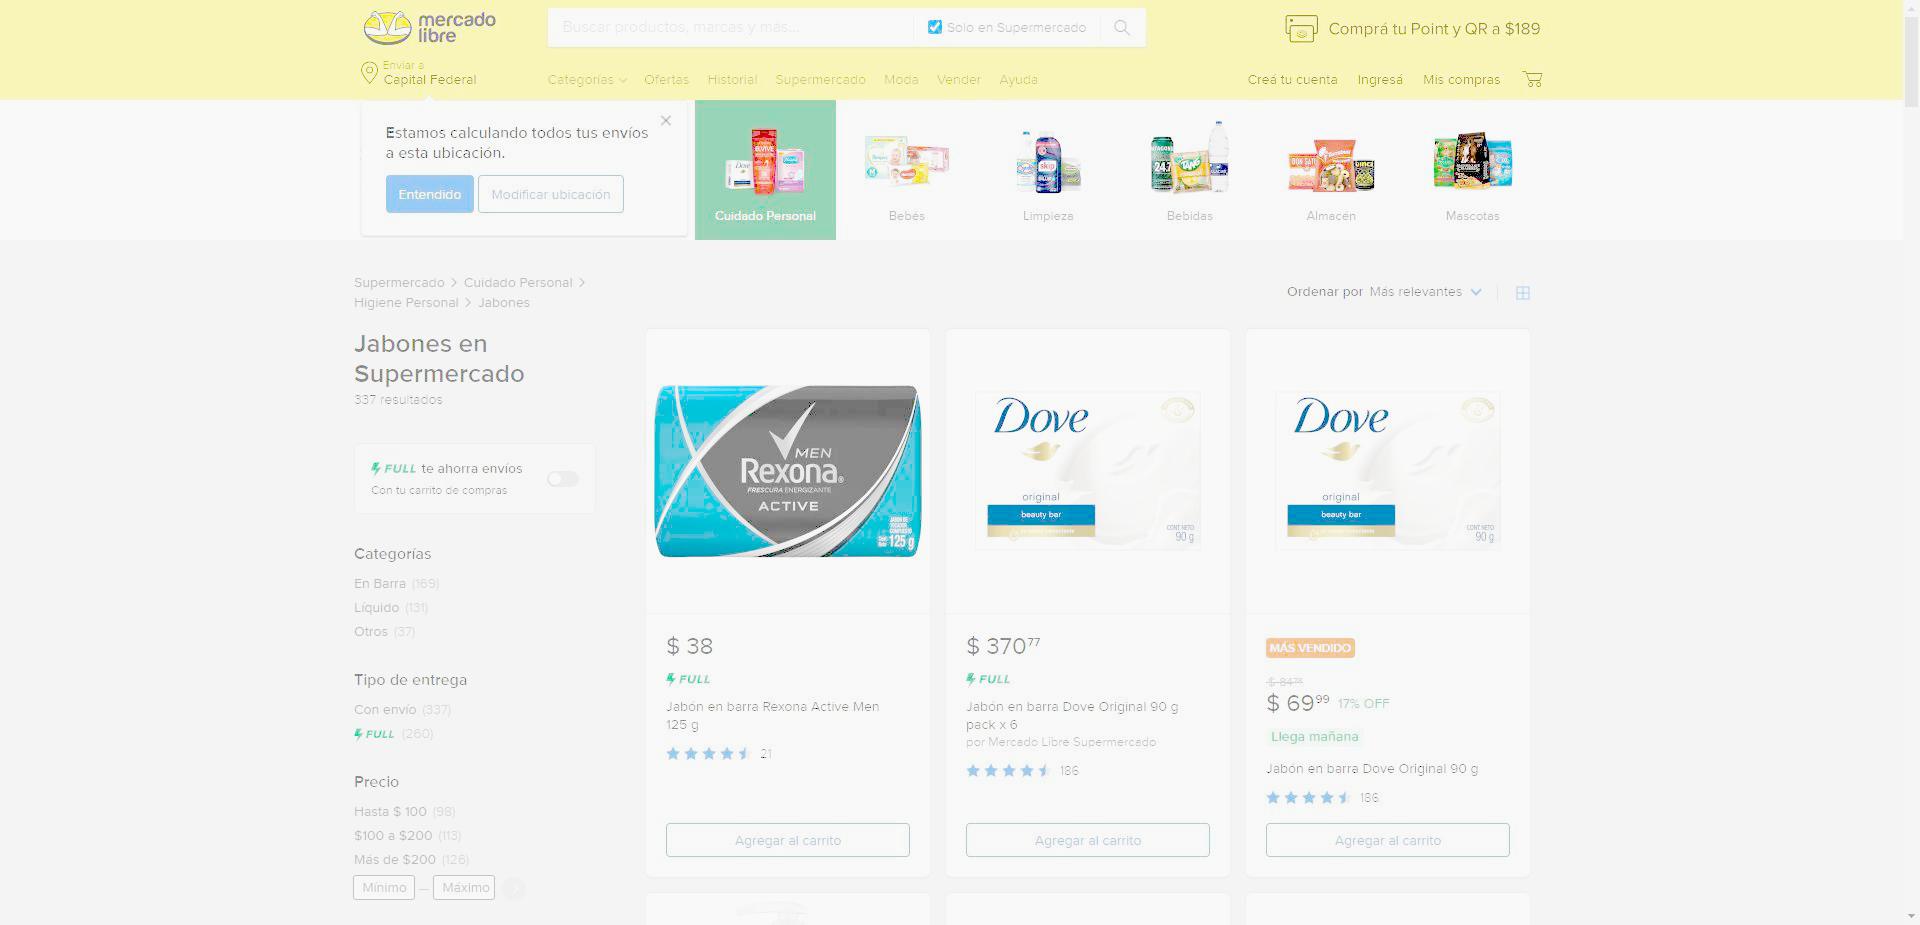 mercado
libre
Buscar productos, marcas y más...
Solo en Supermercado
Comprá tu Point y QR a $189
Enviar a
Capital Federal
Categorías Ofertas Historial Supermercado Moda Vender Ayuda
Creá tu cuenta Ingresá Mis compras
Estamos calculando todos tus envíos
a esta ubicación.
Entendido Modificar ubicación
Cuidado Personal Bebés Limpieza Bebidas Almacén Mascotas
Supermercado > Cuidado Personal >
Higiene Personal > Jabones
Ordenar por Más relevantes
Jabones en
Supermercado
337 resultados
FULL te ahorra envíos
Con tu carrito de compras
Categorías
En Barra (169)
Líquido (131)
Otros (37)
Tipo de entrega
Con envío (337)
FULL (260)
Precio
Hasta $ 100 (98)
$100 a $200 (113)
Más de $200 (126)
Mínimo — Máximo
MEN
Rexona
FRESCURA ENERGIZANTE
ACTIVE
125 g
$ 38
FULL
Jabón en barra Rexona Active Men
125 g
21
Agregar al carrito
Dove
original
beauty bar
CONT. NETO
90 g
$ 370 77
FULL
Jabón en barra Dove Original 90 g
pack x 6
por Mercado Libre Supermercado
186
Agregar al carrito
Dove
original
beauty bar
CONT. NETO
90 g
MÁS VENDIDO
$ 69 99 17% OFF
Llega mañana
Jabón en barra Dove Original 90 g
186
Agregar al carrito